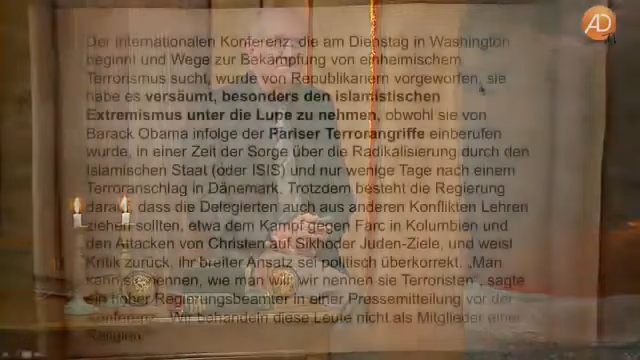 AD
Der internationalen Konferenz, die am Dienstag in Washington
beginnt und Wege zur Bekämpfung von einheimischem
Terrorismus sucht, wurde von Republikanern vorgeworfen, sie
habe es versäumt, besonders den islamistischen
Extremismus unter die Lupe zu nehmen, obwohl sie von
Barack Obama infolge der Pariser Terrorangriffe einberufen
wurde, in einer Zeit der Sorge über die Radikalisierung durch den
Islamischen Staat (oder ISIS) und nur wenige Tage nach einem
Terroranschlag in Dänemark. Trotzdem besteht die Regierung
darauf, dass die Delegierten auch aus anderen Konflikten Lehren
ziehen sollten, etwa dem Kampf gegen Farc in Kolumbien und
den Attacken von Christen auf Sikhoder Juden-Ziele, und weist
Kritik zurück, ihr breiter Ansatz sei politisch überkorrekt. „Man
kann sie nennen, wie man will, wir nennen sie Terroristen", sagte
ein hoher Regierungsbeamter in einer Pressemitteilung vor der
Konferenz. „Wir behandeln diese Leute nicht als Mitglieder einer
Religion.